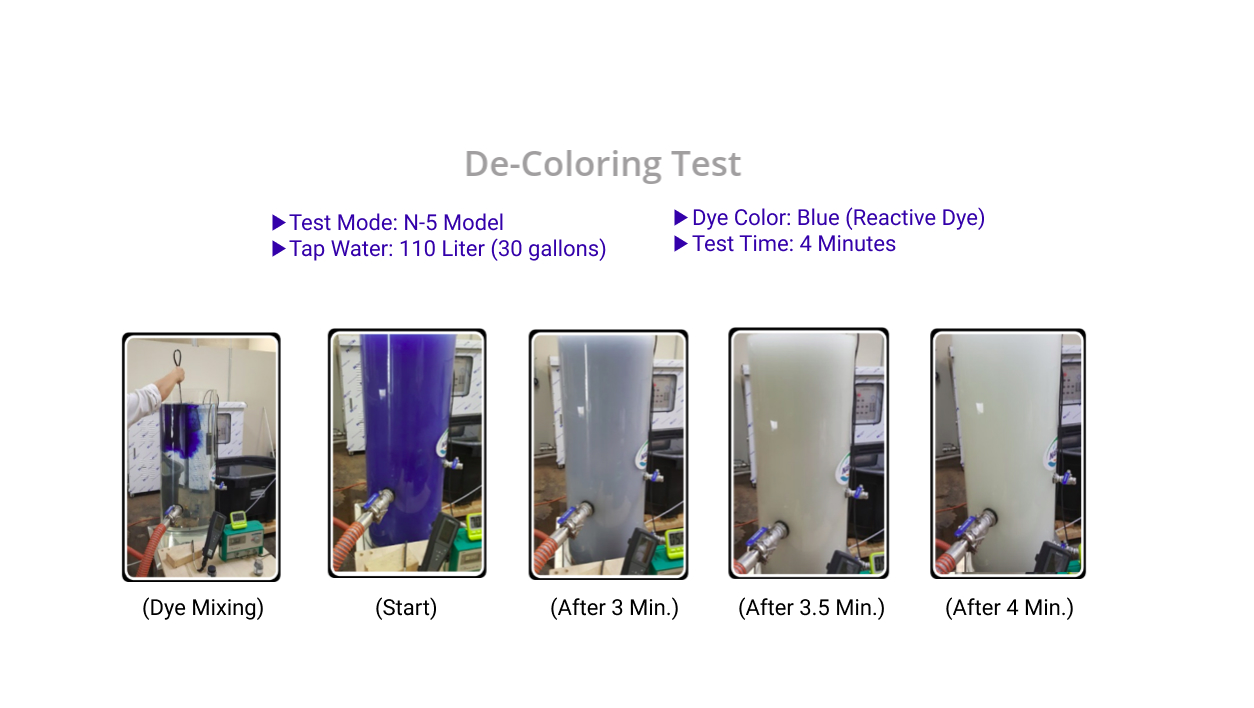 De-Coloring Test
▶Test Mode: N-5 Model
▶Tap Water: 110 Liter (30 gallons)
▶Dye Color: Blue (Reactive Dye)
▶Test Time: 4 Minutes
(Dye Mixing)
(Start)
(After 3 Min.)
(After 3.5 Min.)
(After 4 Min.)